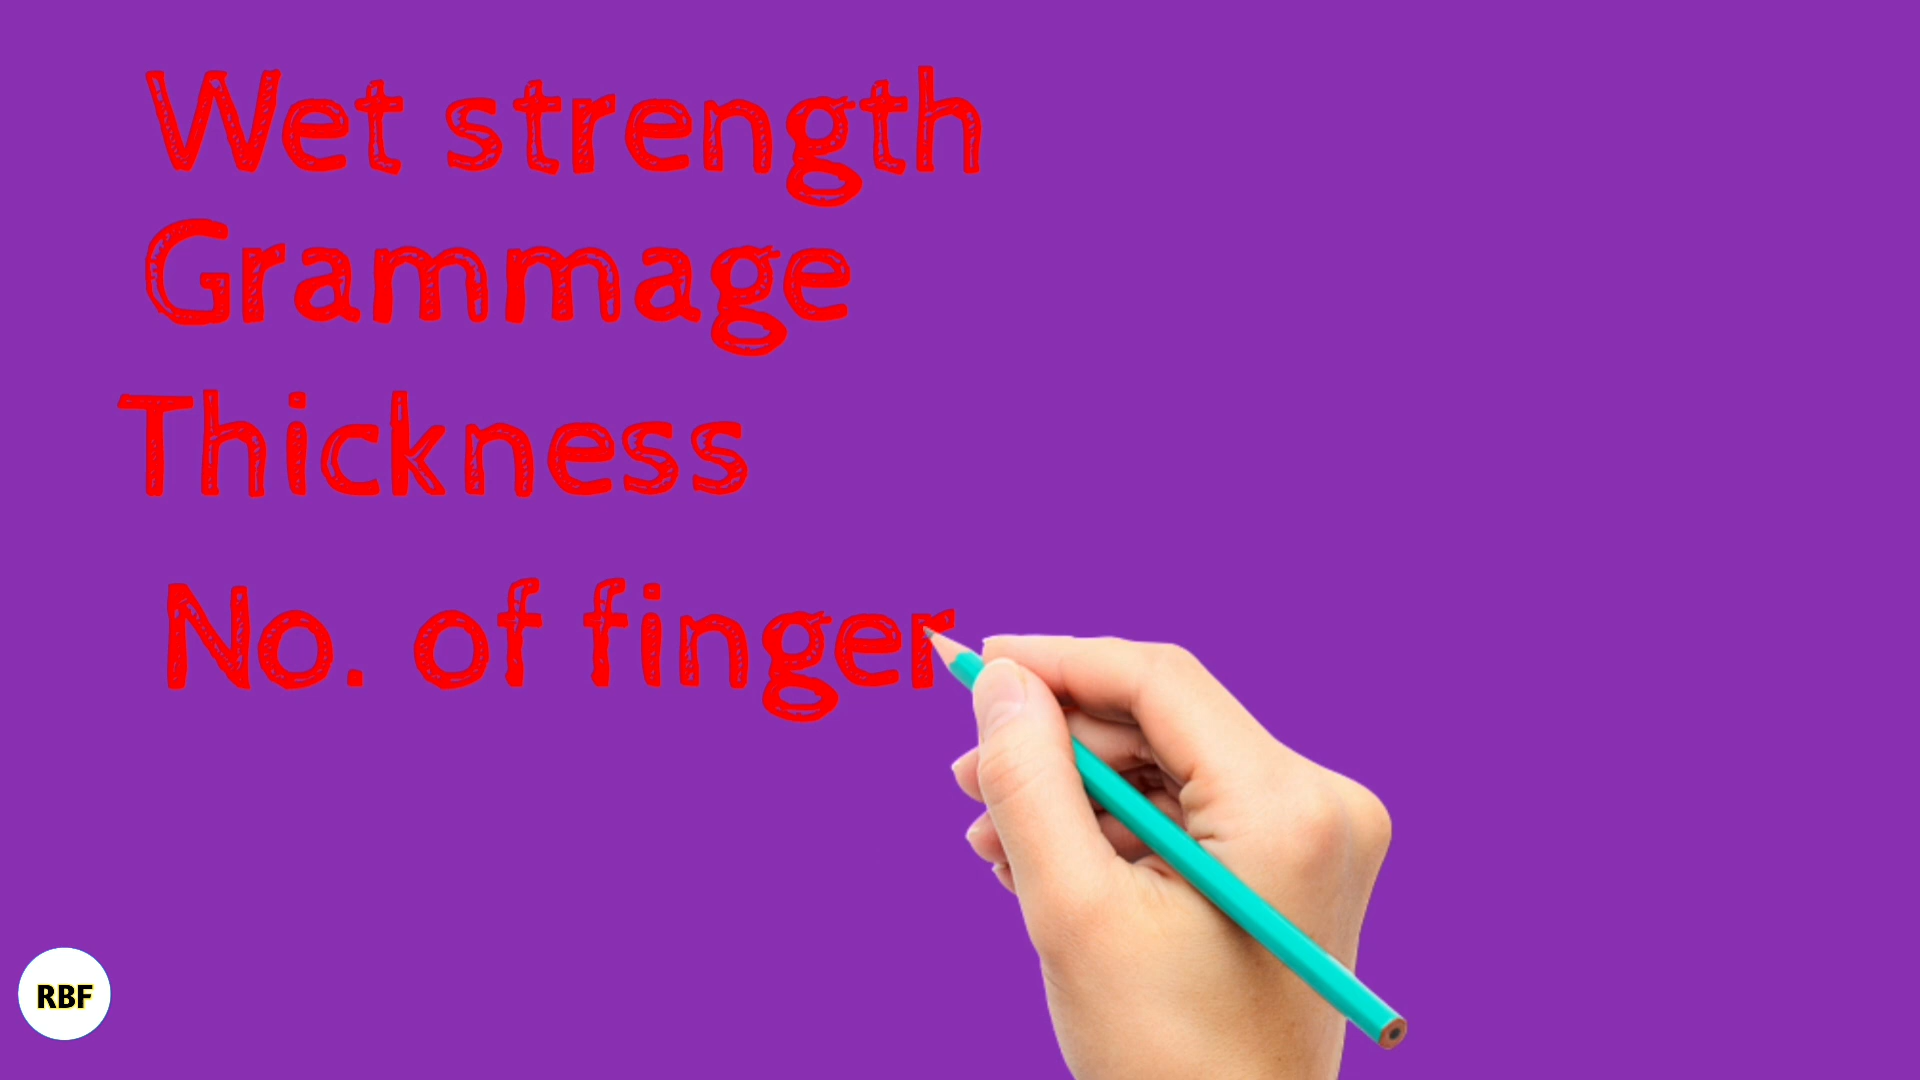 Wet strength
Grammage
Thickness
No. of finger
RBF